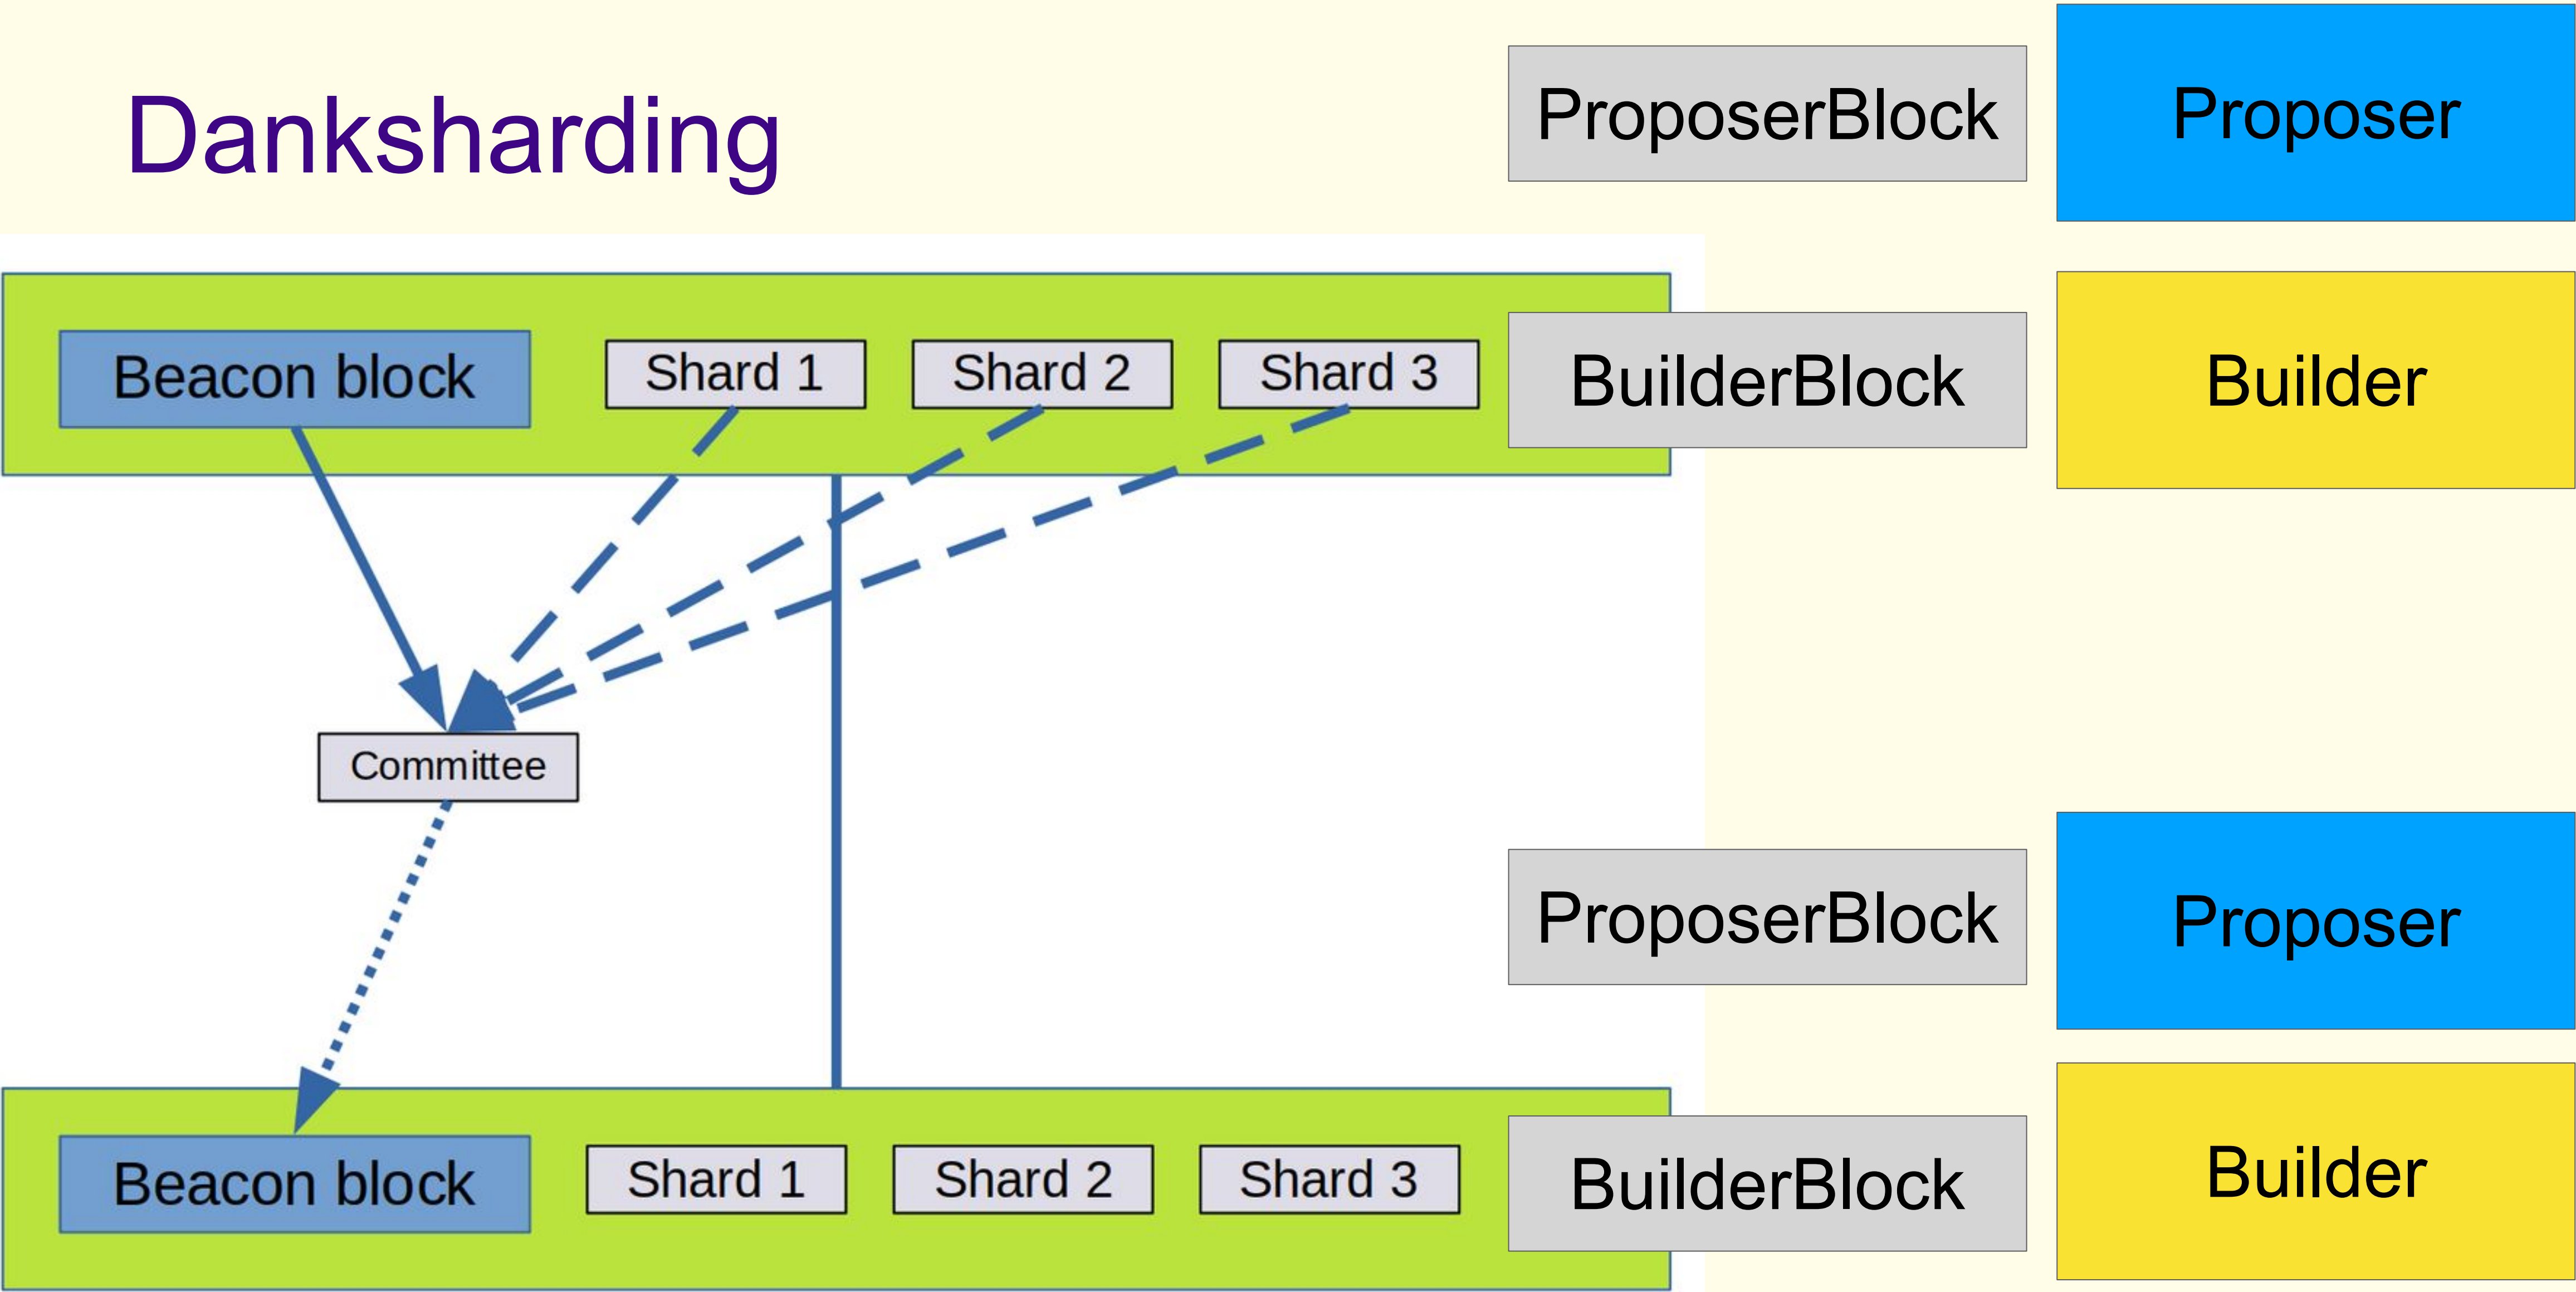 Danksharding
ProposerBlock
Proposer
Beacon block
Shard 1
Shard 2
Shard 3
BuilderBlock
Builder
Committee
ProposerBlock
Proposer
Beacon block
Shard 1
Shard 2
Shard 3
BuilderBlock
Builder